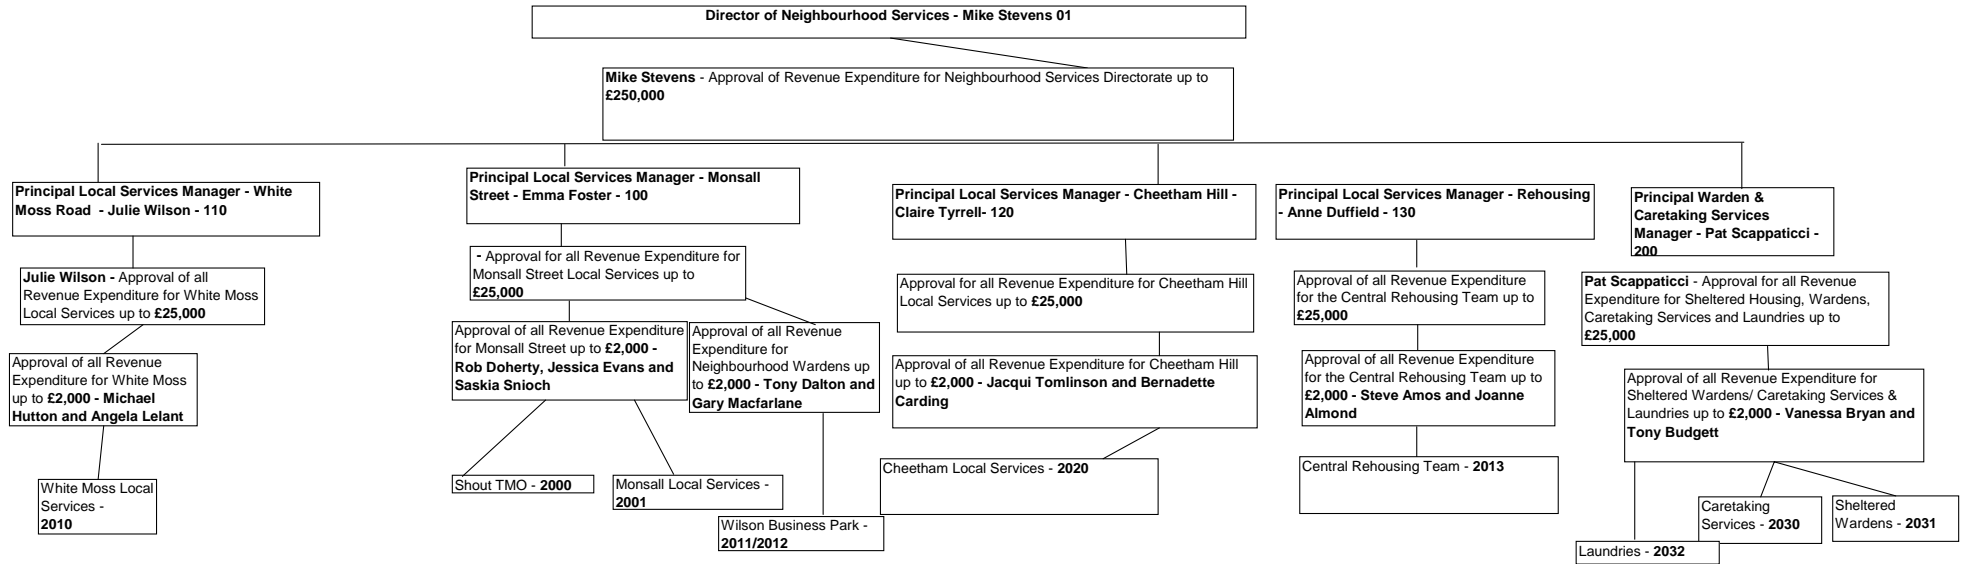 Director of Neighbourhood Services - Mike Stevens 01
Mike Stevens - Approval of Revenue Expenditure for Neighbourhood Services Directorate up to
£250,000
Principal Local Services Manager - White
Moss Road  - Julie Wilson - 110
Julie Wilson - Approval of all
Revenue Expenditure for White Moss
Local Services up to £25,000
Approval of all Revenue
Expenditure for White Moss
up to £2,000 - Michael
Hutton and Angela Lelant
White Moss Local
Services -
2010
Principal Local Services Manager - Monsall
Street - Emma Foster - 100
- Approval for all Revenue Expenditure for
Monsall Street Local Services up to
£25,000
Approval of all Revenue Expenditure
for Monsall Street up to £2,000 -
Rob Doherty, Jessica Evans and
Saskia Snioch
Approval of all Revenue
Expenditure for
Neighbourhood Wardens up
to £2,000 - Tony Dalton and
Gary Macfarlane
Shout TMO - 2000
Monsall Local Services -
2001
Wilson Business Park -
2011/2012
Principal Local Services Manager - Cheetham Hill -
Claire Tyrrell- 120
Approval for all Revenue Expenditure for Cheetham Hill
Local Services up to £25,000
Approval of all Revenue Expenditure for Cheetham Hill
up to £2,000 - Jacqui Tomlinson and Bernadette
Carding
Cheetham Local Services - 2020
Principal Local Services Manager - Rehousing
- Anne Duffield - 130
Approval of all Revenue Expenditure
for the Central Rehousing Team up to
£25,000
Approval of all Revenue Expenditure
for the Central Rehousing Team up to
£2,000 - Steve Amos and Joanne
Almond
Central Rehousing Team - 2013
Principal Warden &
Caretaking Services
Manager - Pat Scappaticci -
200
Pat Scappaticci - Approval for all Revenue
Expenditure for Sheltered Housing, Wardens,
Caretaking Services and Laundries up to
£25,000
Approval of all Revenue Expenditure for
Sheltered Wardens/ Caretaking Services &
Laundries up to £2,000 - Vanessa Bryan and
Tony Budgett
Laundries - 2032
Caretaking
Services - 2030
Sheltered
Wardens - 2031